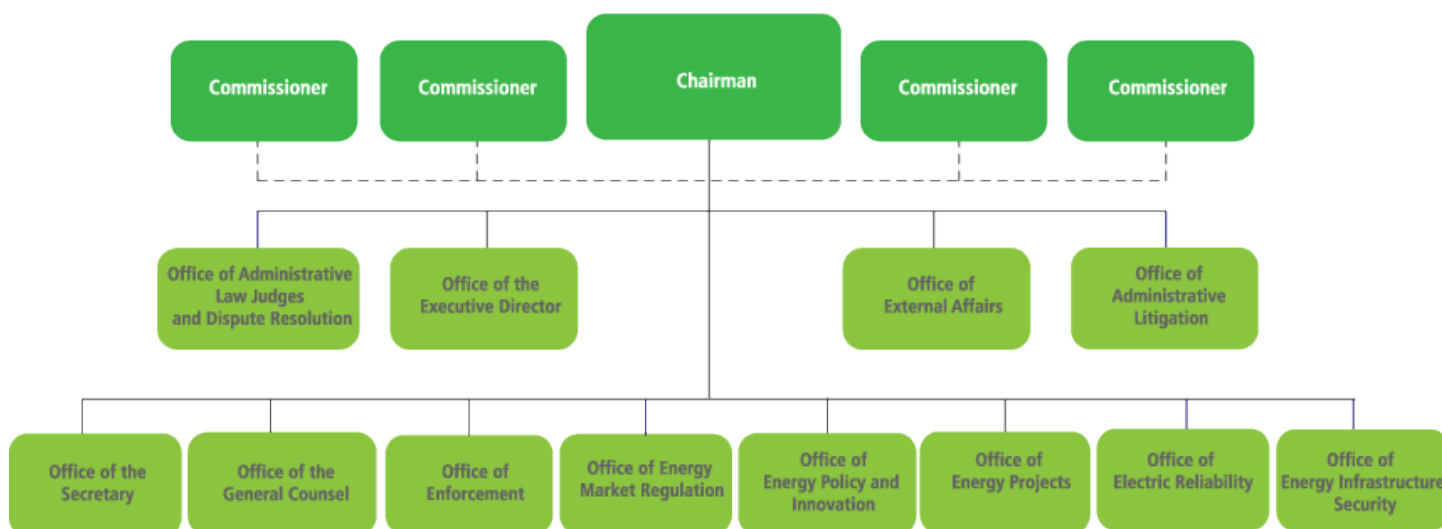 Commissioner
Commissioner
Chairman
Commissioner
Commissioner
Office of Administrative
Law Judges
and Dispute Resolution
Office of the
Executive Director
Office of
External Affairs
Office of
Administrative
Litigation
Office of the
Secretary
Office of the
General Counsel
Office of
Enforcement
Office of Energy
Market Regulation
Office of
Energy Policy and
Innovation
Office of
Energy Projects
Office of
Electric Reliability
Office of
Energy Infrastructure
Security